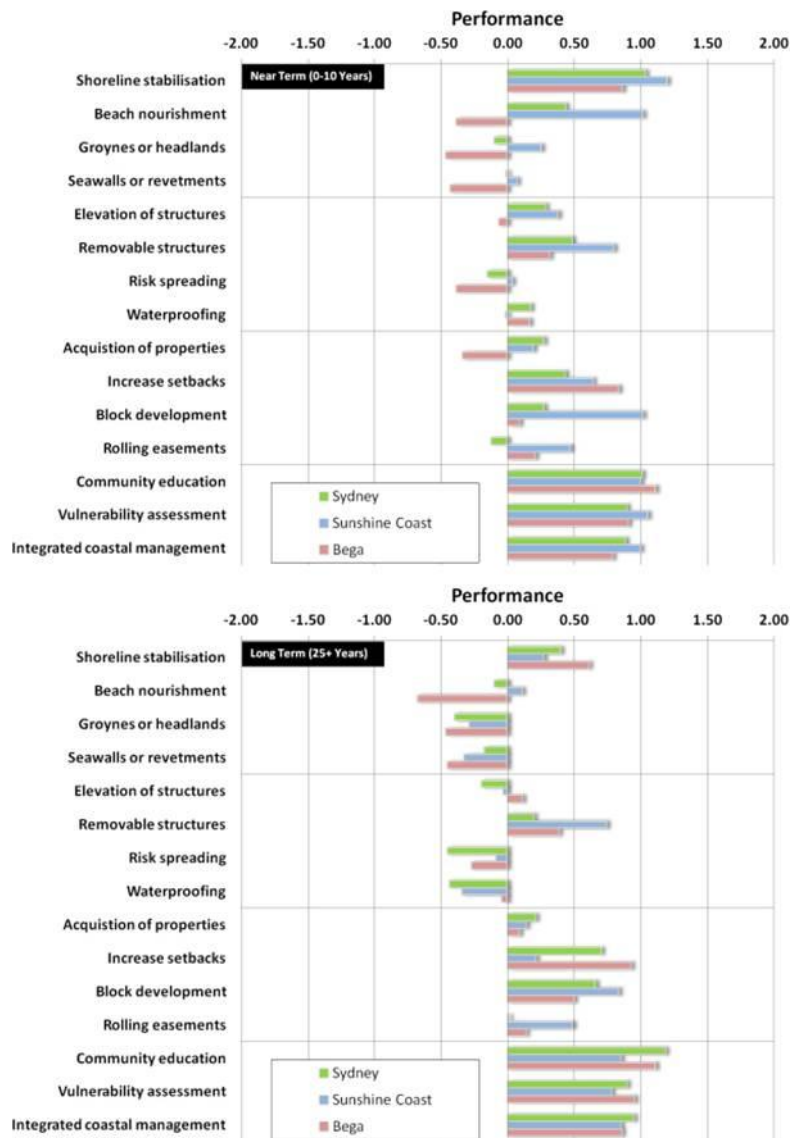 Performance
-2.00 -1.50 -1.00 -0.50 0.00 0.50 1.00 1.50 2.00
Near Term (0-10 Years)
Shoreline stabilisation
Beach nourishment
Groynes or headlands
Seawalls or revetments
Elevation of structures
Removable structures
Risk spreading
Waterproofing
Acquistion of properties
Increase setbacks
Block development
Rolling easements
Community education
Vulnerability assessment
Integrated coastal management
Sydney
Sunshine Coast
Bega
Performance
-2.00 -1.50 -1.00 -0.50 0.00 0.50 1.00 1.50 2.00
Long Term (25+ Years)
Shoreline stabilisation
Beach nourishment
Groynes or headlands
Seawalls or revetments
Elevation of structures
Removable structures
Risk spreading
Waterproofing
Acquistion of properties
Increase setbacks
Block development
Rolling easements
Community education
Vulnerability assessment
Integrated coastal management
Sydney
Sunshine Coast
Bega